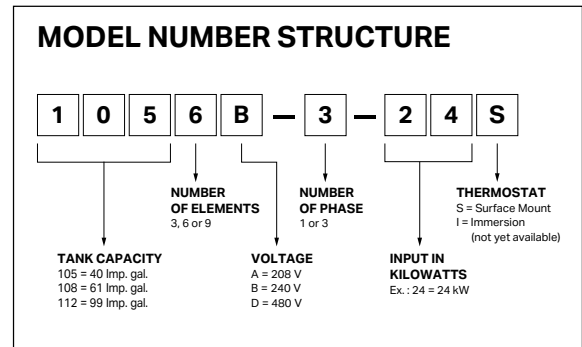 MODEL NUMBER STRUCTURE
1 0 5 6 B – 3 – 2 4 S
NUMBER
OF ELEMENTS
3, 6 or 9
NUMBER
OF PHASE
1 or 3
THERMOSTAT
S = Surface Mount
I = Immersion
(not yet available)
TANK CAPACITY
105 = 40 Imp. gal.
108 = 61 Imp. gal.
112 = 99 Imp. gal.
VOLTAGE
A = 208 V
B = 240 V
D = 480 V
INPUT IN
KILOWATTS
Ex. : 24 = 24 kW